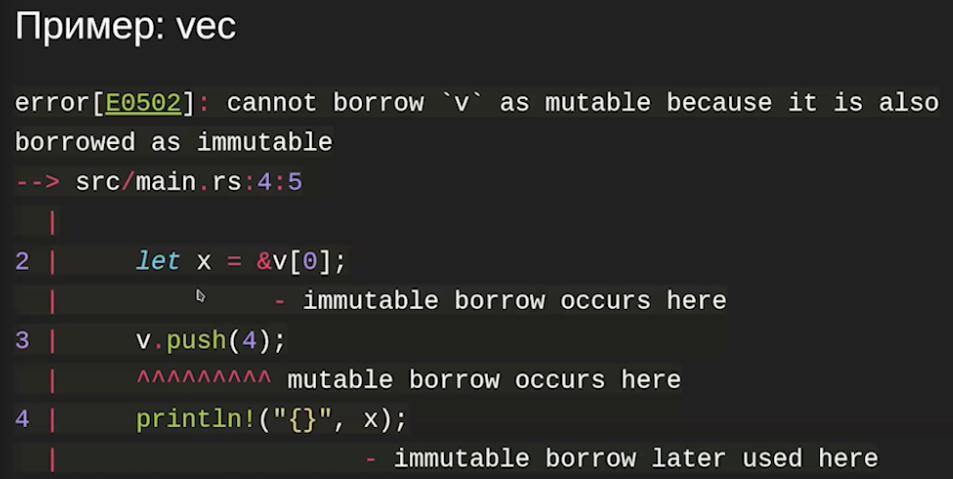 Пример: vec
error[E0502]: cannot borrow `v` as mutable because it is also
borrowed as immutable
--> src/main.rs:4:5
  |
2 |     let x = &v[0];
  |              - immutable borrow occurs here
3 |     v.push(4);
  |     ^^^^^^^^^ mutable borrow occurs here
4 |     println!("{}", x);
  |                    - immutable borrow later used here